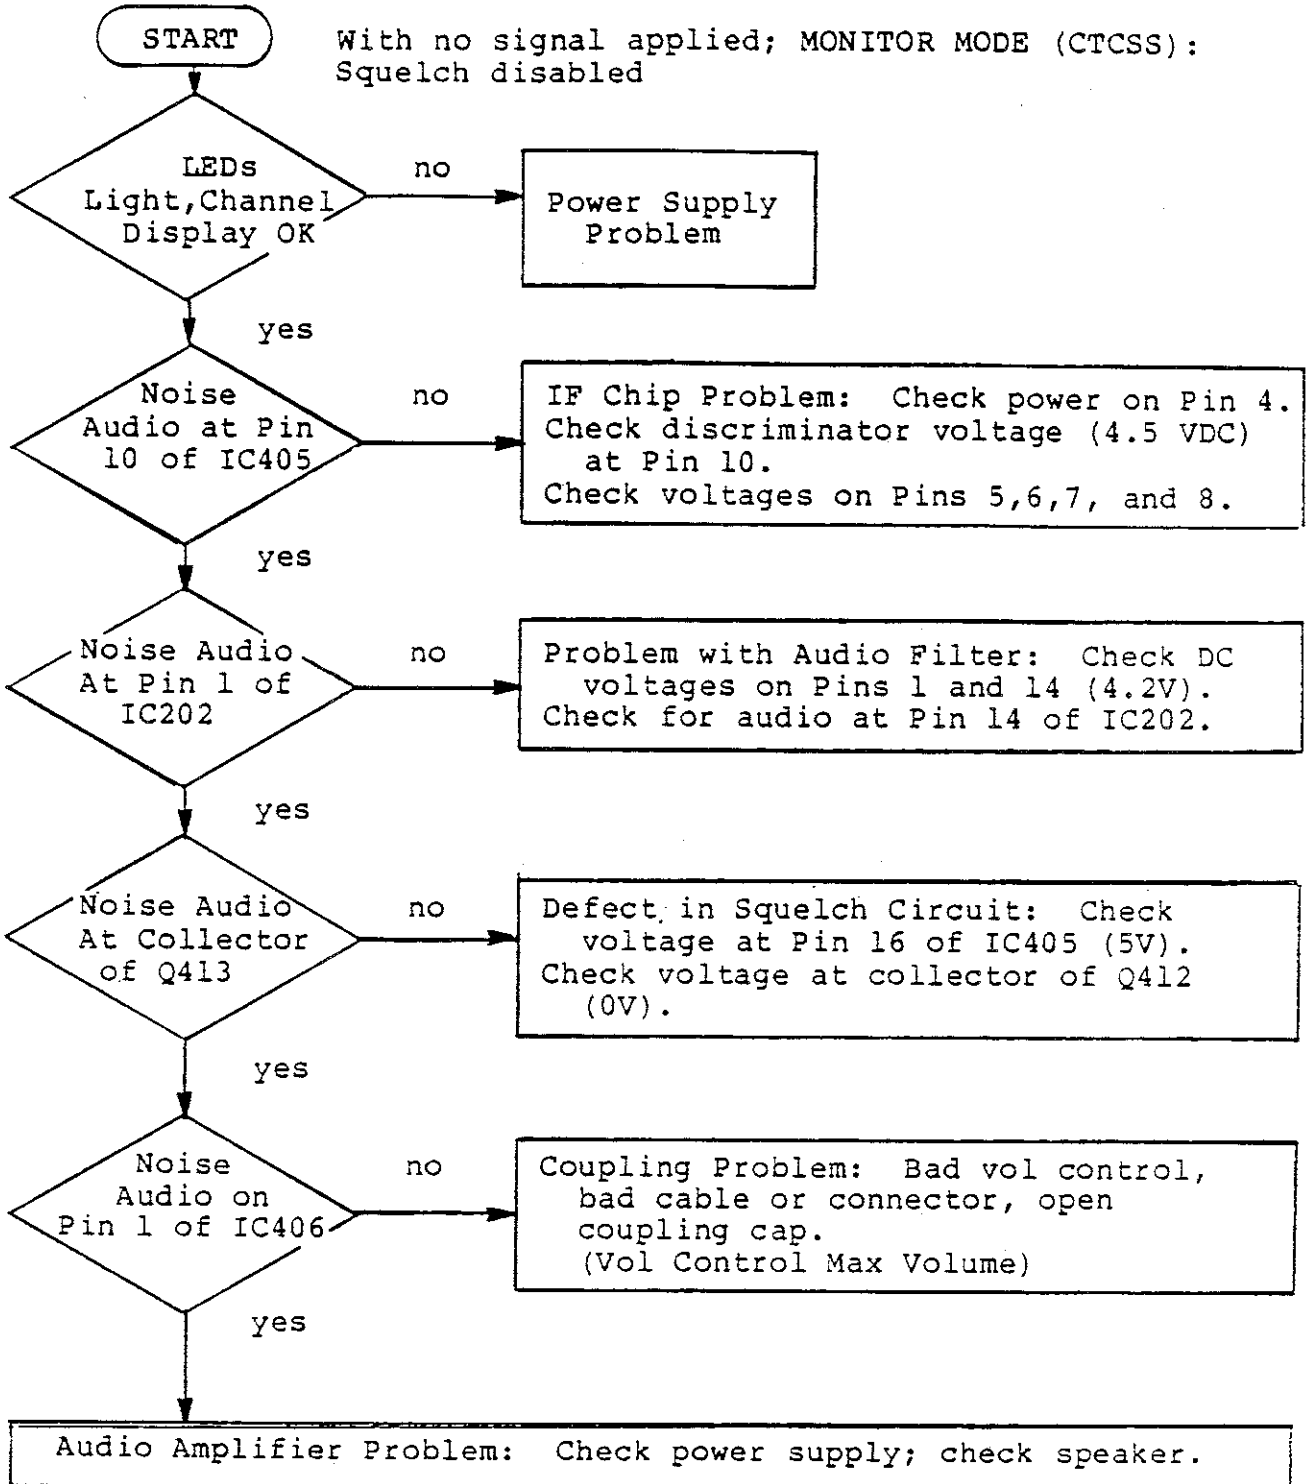 START
With no signal applied; MONITOR MODE (CTCSS):
Squelch disabled
LEDs
Light,Channel
Display OK
no
Power Supply
Problem
yes
Noise
Audio at Pin
10 of IC405
no
IF Chip Problem: Check power on Pin 4.
Check discriminator voltage (4.5 VDC)
at Pin 10.
Check voltages on Pins 5,6,7, and 8.
yes
Noise Audio
At Pin 1 of
IC202
no
Problem with Audio Filter: Check DC
voltages on Pins 1 and 14 (4.2V).
Check for audio at Pin 14 of IC202.
yes
Noise Audio
At Collector
of Q413
no
Defect in Squelch Circuit: Check
voltage at Pin 16 of IC405 (5V).
Check voltage at collector of Q412
(0V).
yes
Noise
Audio on
Pin 1 of IC406
no
Coupling Problem: Bad vol control,
bad cable or connector, open
coupling cap.
(Vol Control Max Volume)
yes
Audio Amplifier Problem: Check power supply; check speaker.